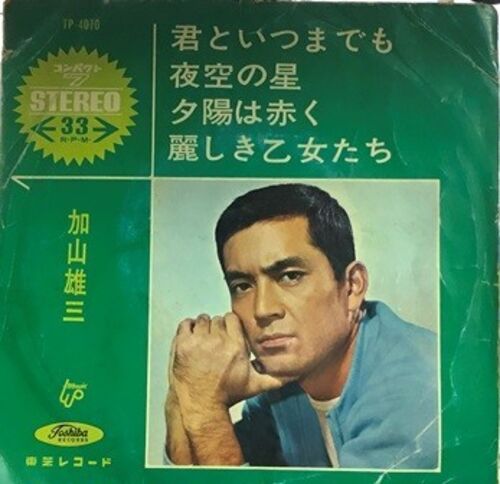 TP 4070
コンパクト
7
STEREO
33
R·P·M·
君といつまでも
夜空の星
夕陽は赤く
麗しき乙女たち
加山雄三
Toshiba
RECORDS
東芝レコード